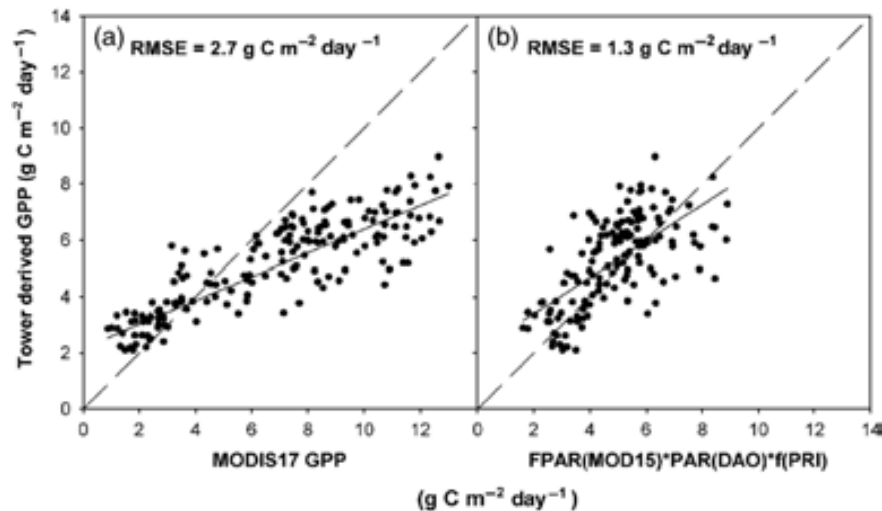 (a) RMSE = 2.7 g C m⁻² day ⁻¹
(b) RMSE = 1.3 g C m⁻² day ⁻¹
Tower derived GPP (g C m⁻² day⁻¹)
14
12
10
8
6
4
2
0
0 2 4 6 8 10 12
0 2 4 6 8 10 12 14
MODIS17 GPP
FPAR(MOD15)*PAR(DAO)*f(PRI)
(g C m⁻² day⁻¹)